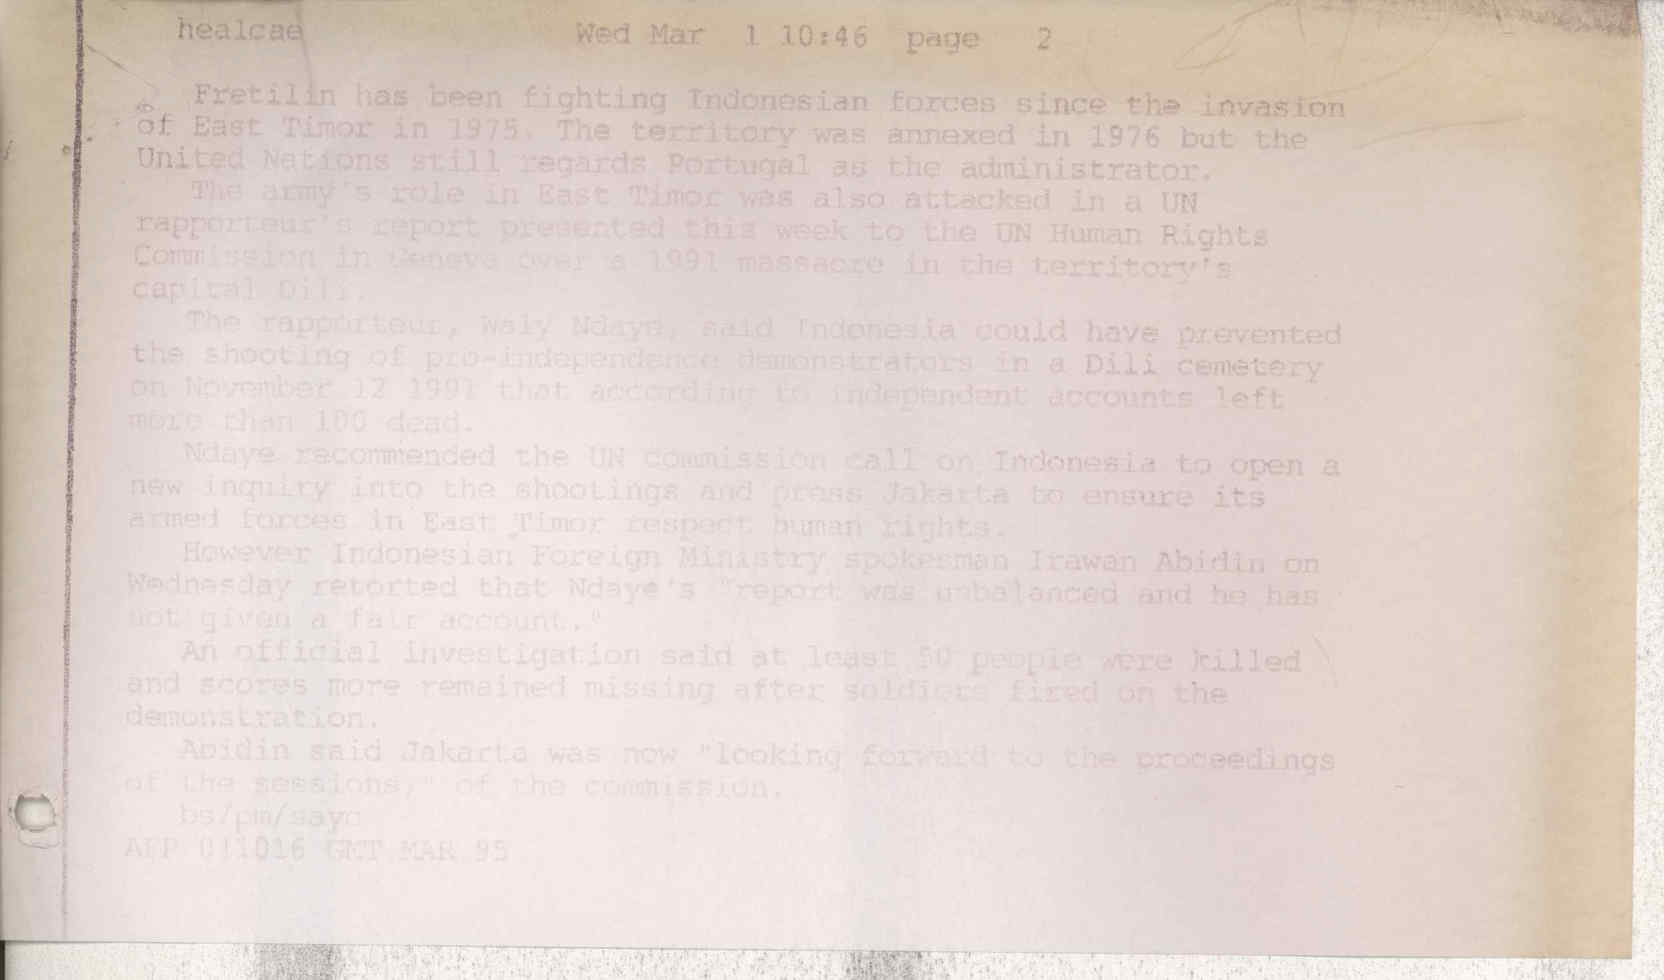 healcae Wed Mar 1 10:46 page 2
Fretilin has been fighting Indonesian forces since the invasion
of East Timor in 1975. The territory was annexed in 1976 but the
United Nations still regards Portugal as the administrator.
The army's role in East Timor was also attacked in a UN
rapporteur's report presented this week to the UN Human Rights
Commission in Geneva over a 1991 massacre in the territory's
capital Dili.
The rapporteur, Waly Ndaye, said Indonesia could have prevented
the shooting of pro-independence demonstrators in a Dili cemetery
on November 12 1991 that according to independent accounts left
more than 100 dead.
Ndaye recommended the UN commission call on Indonesia to open a
new inquiry into the shootings and press Jakarta to ensure its
armed forces in East Timor respect human rights.
However Indonesian Foreign Ministry spokesman Irawan Abidin on
Wednesday retorted that Ndaye's "report was unbalanced and he has
not given a fair account."
An official investigation said at least 50 people were killed
and scores more remained missing after soldiers fired on the
demonstration.
Abidin said Jakarta was now "looking forward to the proceedings
of the sessions," of the commission.
bs/pm/
AFP 011016 GMT MAR 95